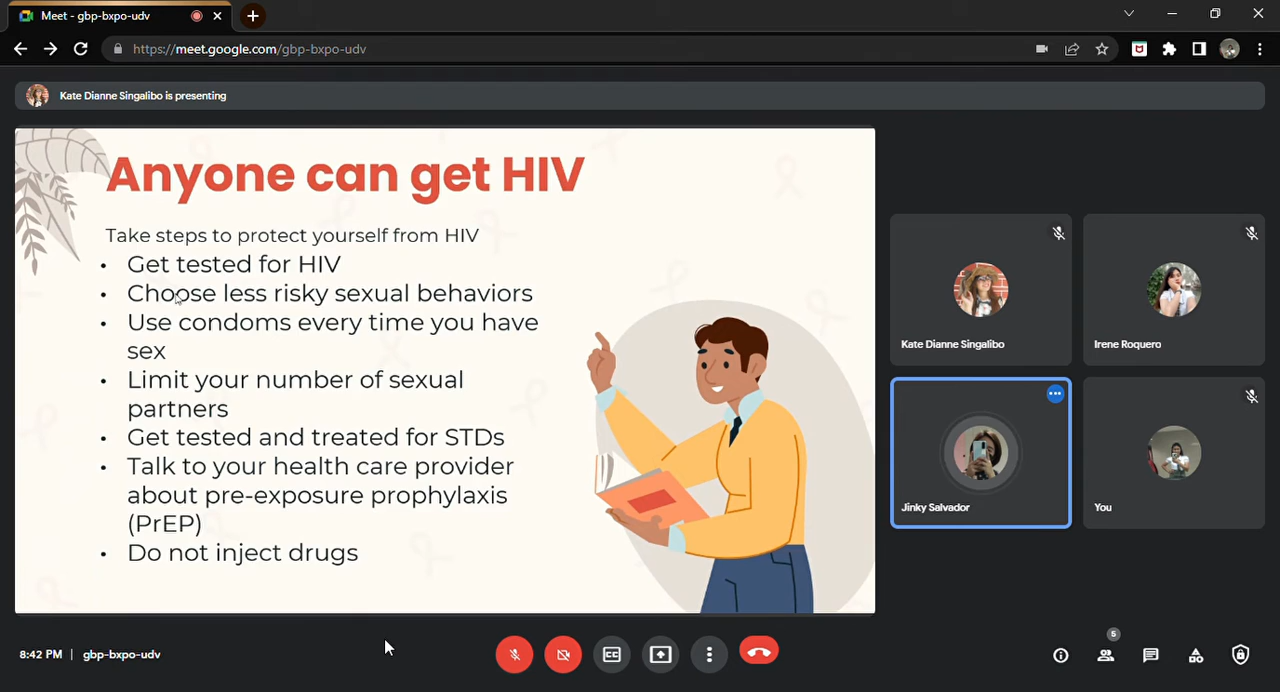 Meet - gbp-bxpo-udv
https://meet.google.com/gbp-bxpo-udv
Kate Dianne Singalibo is presenting
Anyone can get HIV
Take steps to protect yourself from HIV
• Get tested for HIV
• Choose less risky sexual behaviors
• Use condoms every time you have
sex
• Limit your number of sexual
partners
• Get tested and treated for STDs
• Talk to your health care provider
about pre-exposure prophylaxis
(PrEP)
• Do not inject drugs
Kate Dianne Singalibo
Irene Roquero
Jinky Salvador
You
8:42 PM | gbp-bxpo-udv
CC
5